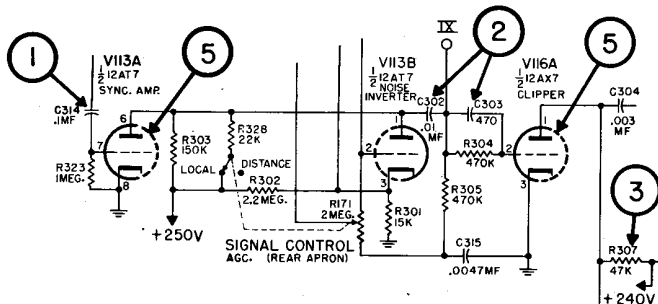 1
V113A
1/2 12AT7
SYNC. AMP.
5
C314
.1MF
6
7
8
R323
1MEG.
R303
150K
R328
22K
LOCAL
DISTANCE
R302
2.2MEG.
+250V
SIGNAL CONTROL
AGC. (REAR APRON)
R171
2MEG.
V113B
1/2 12AT7
NOISE
INVERTER
1
2
3
R301
15K
C302
.01
MF
2
IX
C303
470
R304
470K
R305
470K
C315
.0047MF
V116A
1/2 12AX7
CLIPPER
5
1
2
3
C304
.003
MF
3
R307
47K
+240V